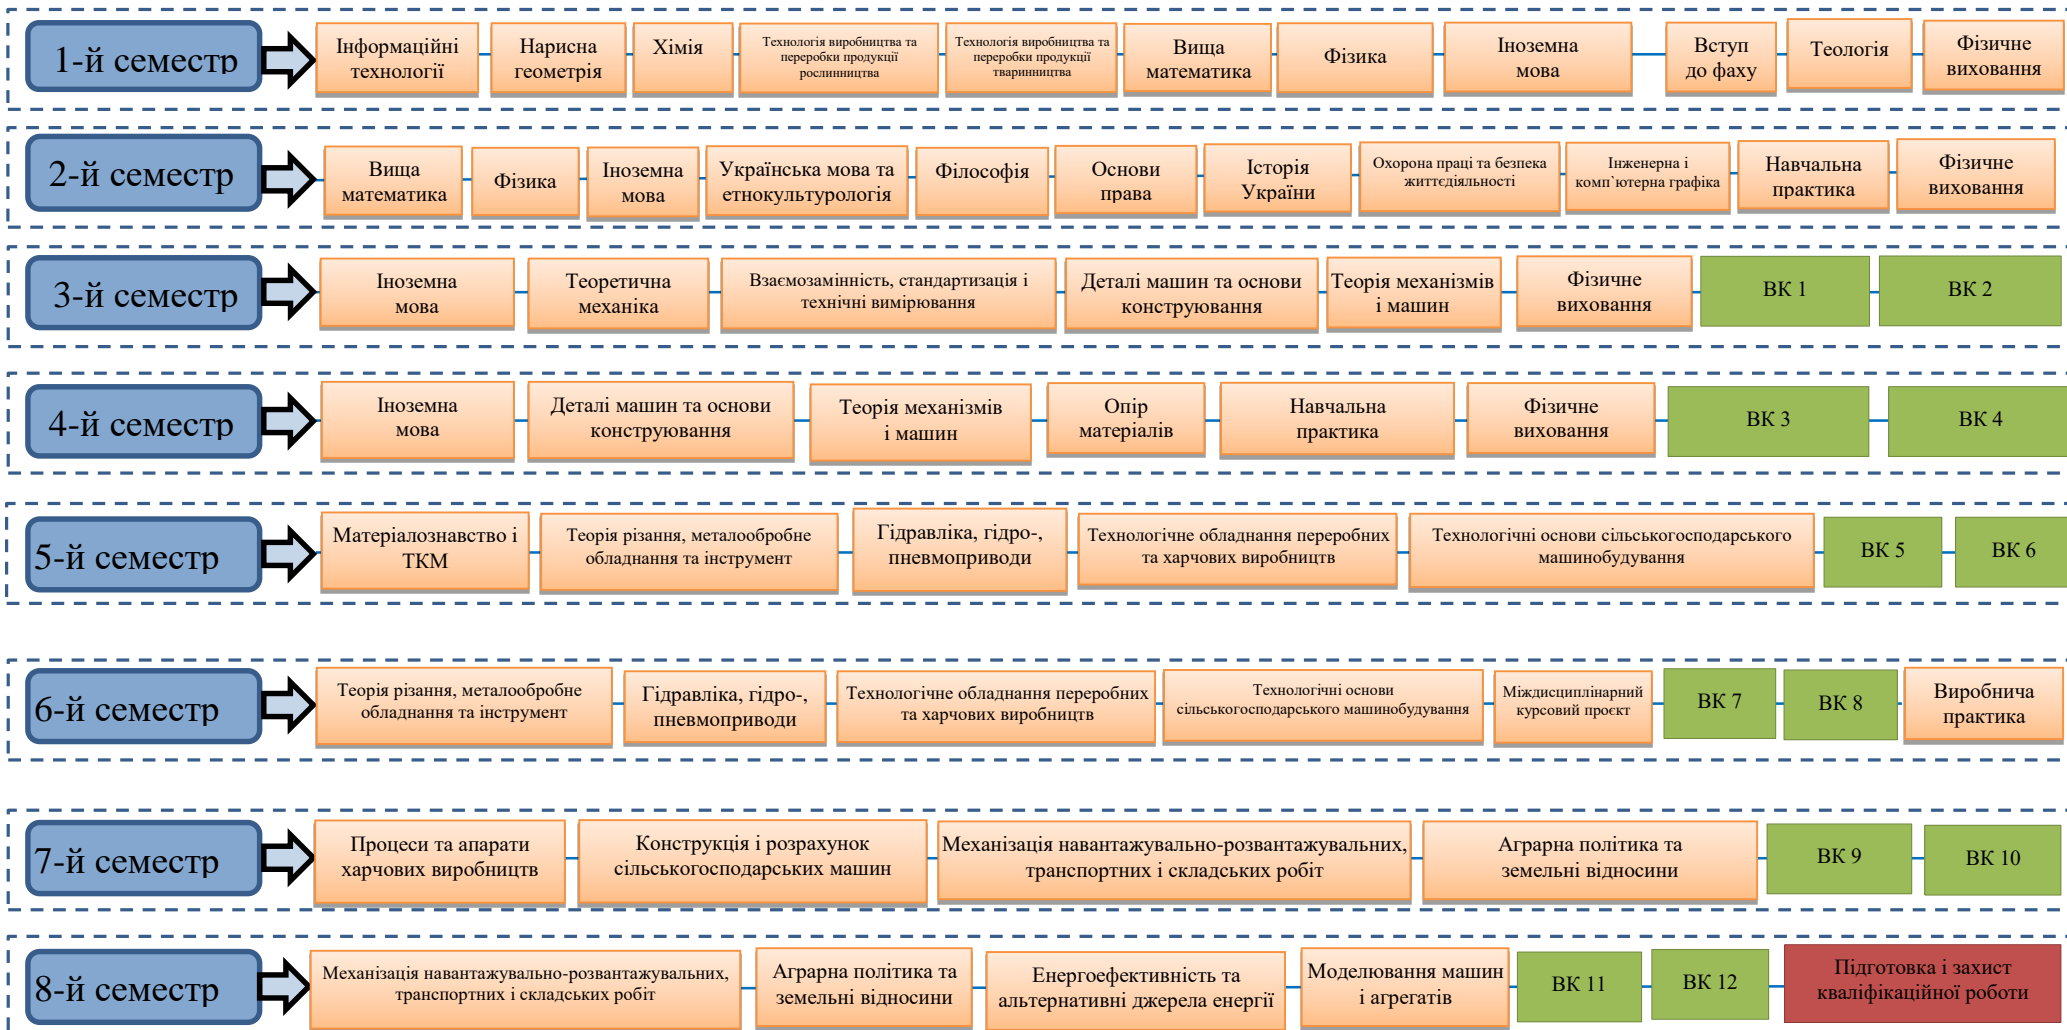 1-й семестр
Інформаційні
технології
Нарисна
геометрія
Хімія
Технологія виробництва та
переробки продукції
рослинництва
Технологія виробництва та
переробки продукції
тваринництва
Вища
математика
Фізика
Іноземна
мова
Вступ
до фаху
Теологія
Фізичне
виховання
2-й семестр
Вища
математика
Фізика
Іноземна
мова
Українська мова та
етнокультурологія
Філософія
Основи
права
Історія
України
Охорона праці та безпека
життєдіяльності
Інженерна і
комп`ютерна графіка
Навчальна
практика
Фізичне
виховання
3-й семестр
Іноземна
мова
Теоретична
механіка
Взаємозамінність, стандартизація і
технічні вимірювання
Деталі машин та основи
конструювання
Теорія механізмів
і машин
Фізичне
виховання
ВК 1
ВК 2
4-й семестр
Іноземна
мова
Деталі машин та основи
конструювання
Теорія механізмів
і машин
Опір
матеріалів
Навчальна
практика
Фізичне
виховання
ВК 3
ВК 4
5-й семестр
Матеріалознавство і
ТКМ
Теорія різання, металообробне
обладнання та інструмент
Гідравліка, гідро-,
пневмоприводи
Технологічне обладнання переробних
та харчових виробництв
Технологічні основи сільськогосподарського
машинобудування
ВК 5
ВК 6
6-й семестр
Теорія різання, металообробне
обладнання та інструмент
Гідравліка, гідро-,
пневмоприводи
Технологічне обладнання переробних
та харчових виробництв
Технологічні основи
сільськогосподарського машинобудування
Міждисциплінарний
курсовий проєкт
ВК 7
ВК 8
Виробнича
практика
7-й семестр
Процеси та апарати
харчових виробництв
Конструкція і розрахунок
сільськогосподарських машин
Механізація навантажувально-розвантажувальних,
транспортних і складських робіт
Аграрна політика та
земельні відносини
ВК 9
ВК 10
8-й семестр
Механізація навантажувально-розвантажувальних,
транспортних і складських робіт
Аграрна політика та
земельні відносини
Енергоефективність та
альтернативні джерела енергії
Моделювання машин
і агрегатів
ВК 11
ВК 12
Підготовка і захист
кваліфікаційної роботи